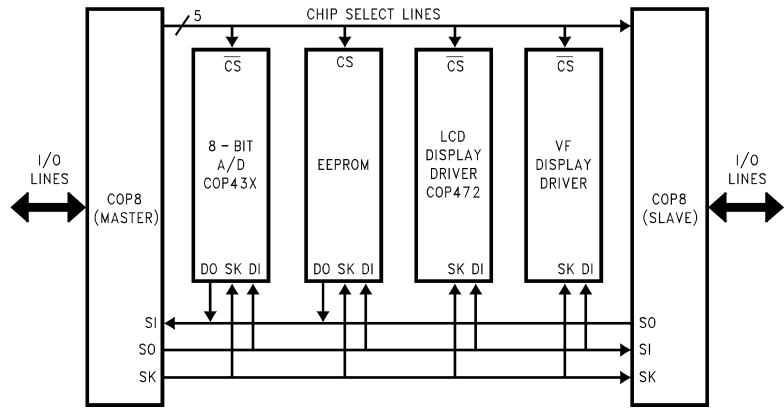 5
CHIP SELECT LINES
CS
CS
CS
CS
8 - BIT
A/D
COP43X
EEPROM
LCD
DISPLAY
DRIVER
COP472
VF
DISPLAY
DRIVER
I/O
LINES
COP8
(MASTER)
COP8
(SLAVE)
I/O
LINES
DO SK DI
DO SK DI
SK DI
SK DI
SI
SO
SK
SO
SI
SK